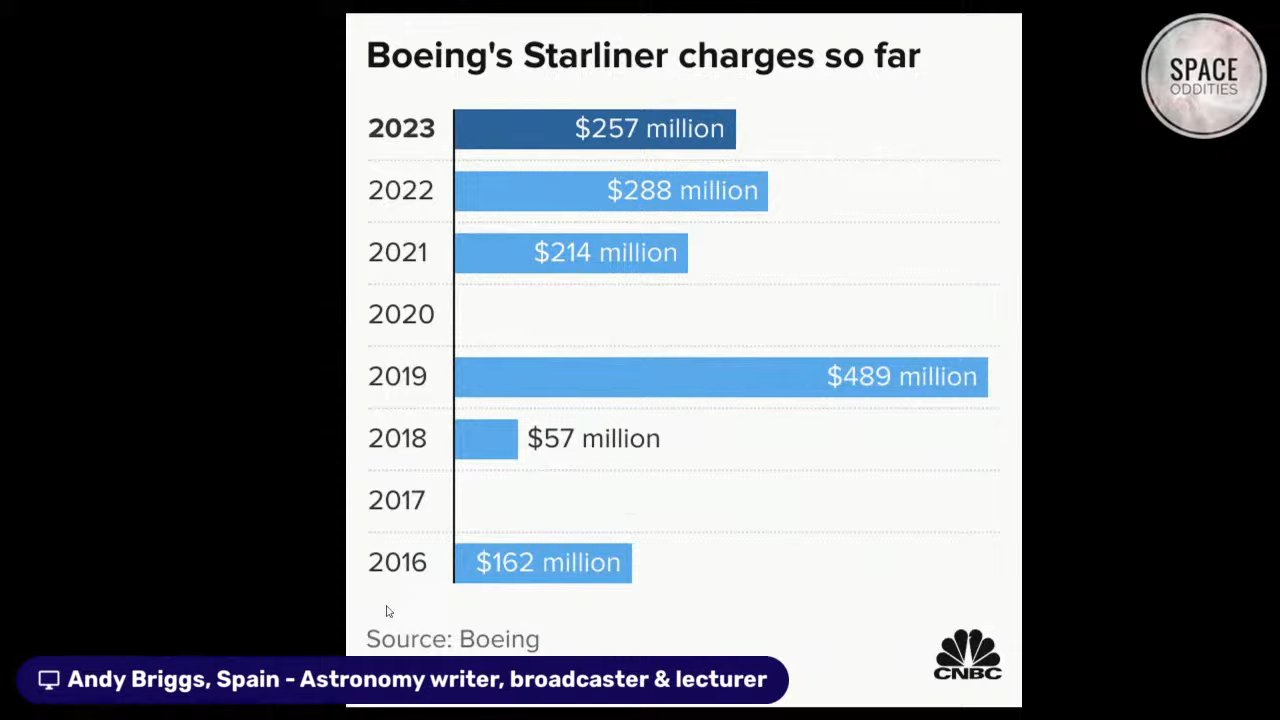 Boeing's Starliner charges so far
SPACE
ODDITIES
2023 $257 million
2022 $288 million
2021 $214 million
2020
2019 $489 million
2018 $57 million
2017
2016 $162 million
Source: Boeing
CNBC
Andy Briggs, Spain - Astronomy writer, broadcaster & lecturer